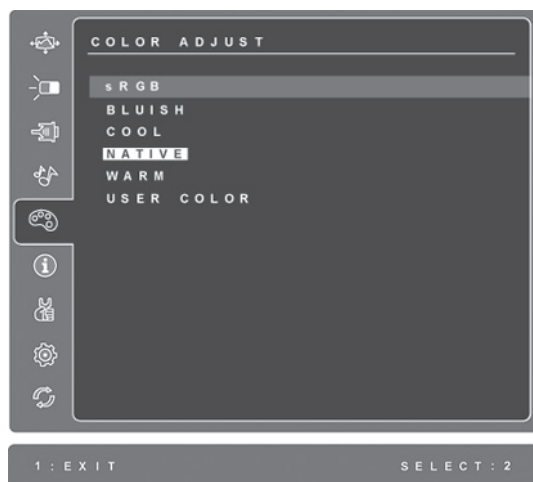 COLOR ADJUST
sRGB
BLUISH
COOL
NATIVE
WARM
USER COLOR
1:EXIT SELECT:2